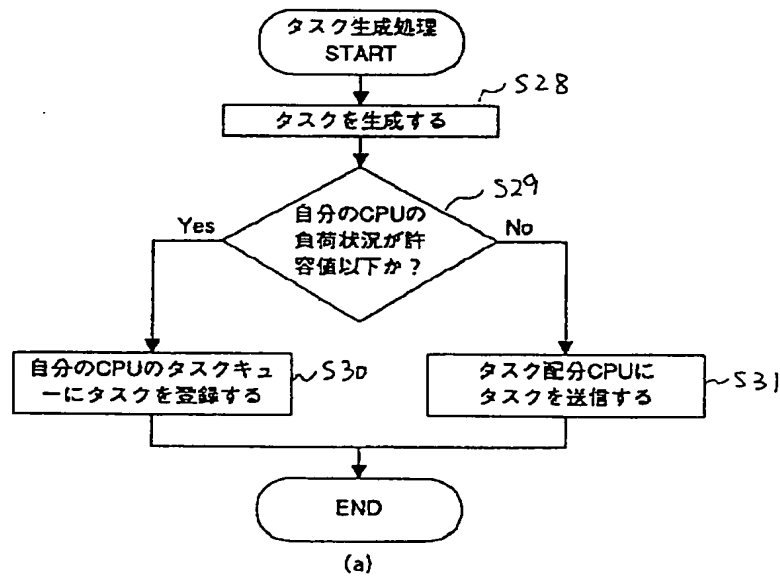 タスク生成処理
START
S28
タスクを生成する
S29
自分のCPUの
負荷状況が許
容値以下か？
Yes
No
自分のCPUのタスクキュ
ーにタスクを登録する
S30
タスク配分CPUに
タスクを送信する
S31
END
(a)